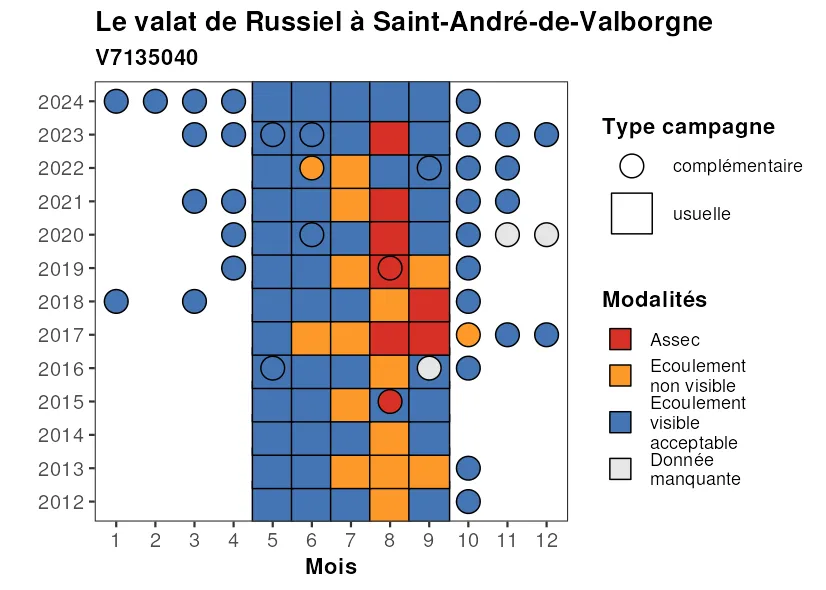 Le valat de Russiel à Saint-André-de-Valborgne
V7135040
2024
2023
2022
2021
2020
2019
2018
2017
2016
2015
2014
2013
2012
1 2 3 4 5 6 7 8 9 10 11 12
Mois
Type campagne
complémentaire
usuelle
Modalités
Assec
Ecoulement
non visible
Ecoulement
visible
acceptable
Donnée
manquante